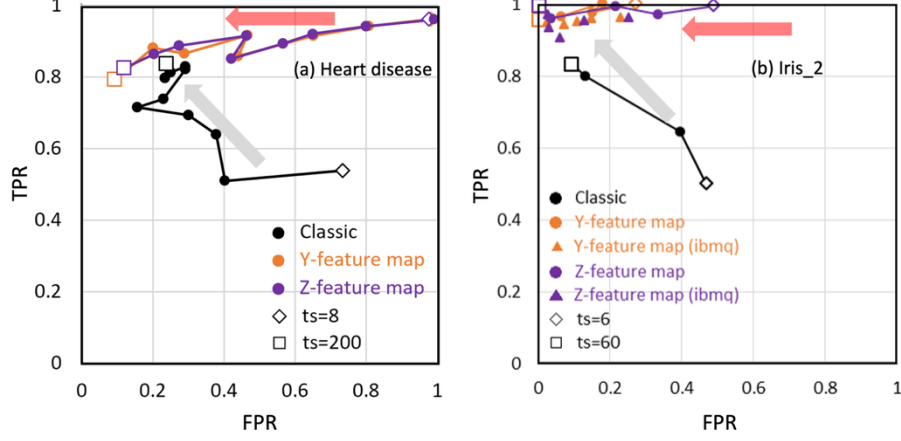 1
0.8
0.6
0.4
0.2
0
TPR
(a) Heart disease
Classic
Y-feature map
Z-feature map
ts=8
ts=200
0
0.2
0.4
0.6
0.8
1
FPR
1
0.8
0.6
0.4
0.2
0
TPR
(b) Iris_2
Classic
Y-feature map
Y-feature map (ibmq)
Z-feature map
Z-feature map (ibmq)
ts=6
ts=60
0
0.2
0.4
0.6
0.8
1
FPR